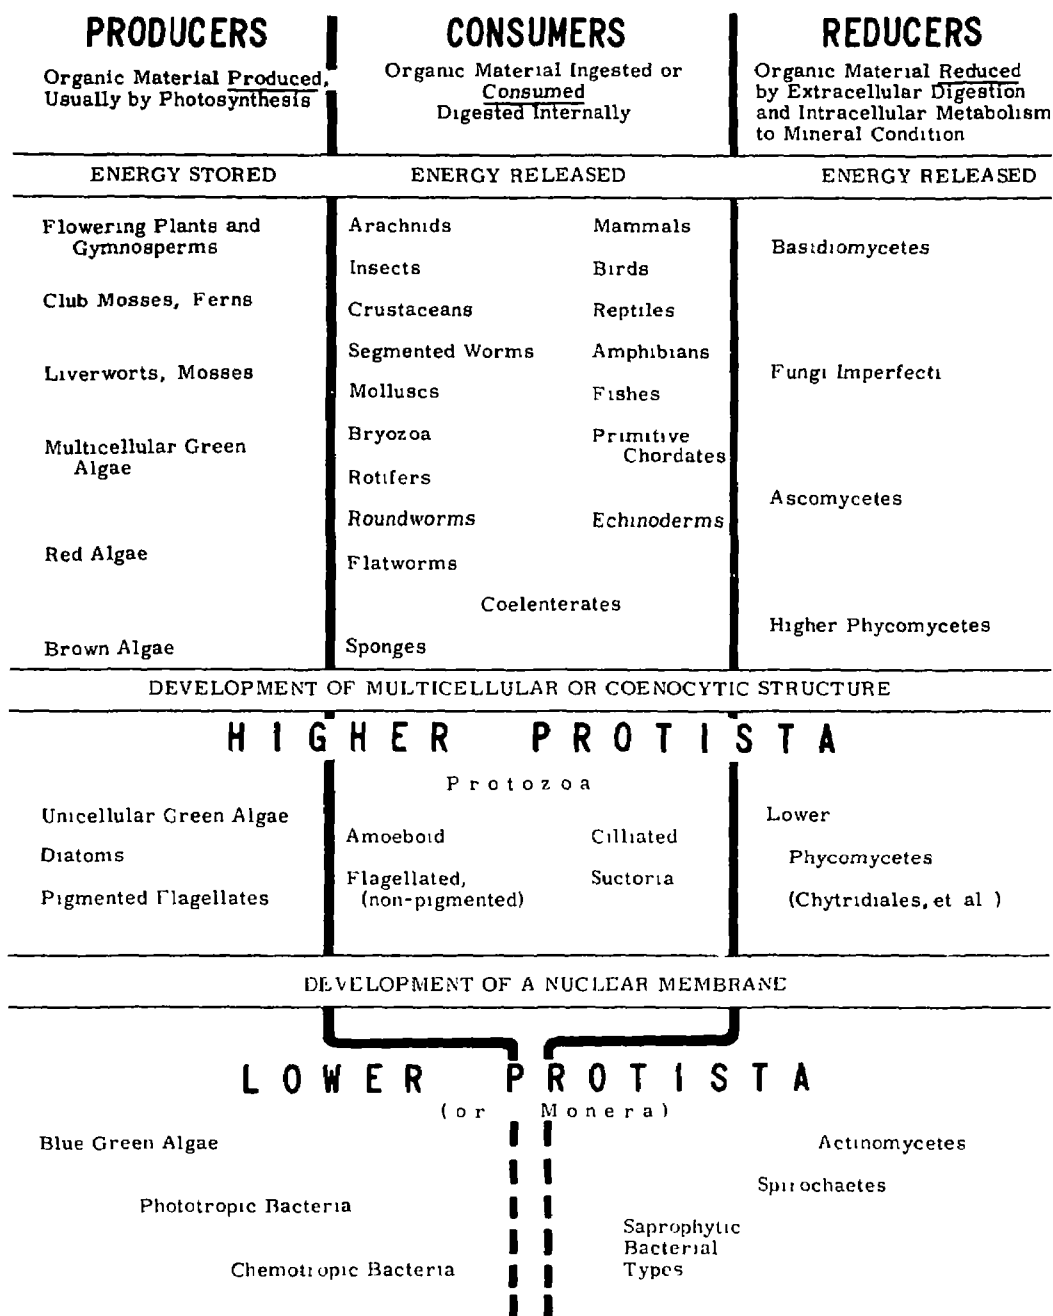 PRODUCERS
Organic Material Produced,
Usually by Photosynthesis
CONSUMERS
Organic Material Ingested or
Consumed
Digested Internally
REDUCERS
Organic Material Reduced
by Extracellular Digestion
and Intracellular Metabolism
to Mineral Condition
ENERGY STORED
ENERGY RELEASED
ENERGY RELEASED
Flowering Plants and
Gymnosperms
Club Mosses, Ferns
Liverworts, Mosses
Multicellular Green
Algae
Red Algae
Brown Algae
Arachnids
Insects
Crustaceans
Segmented Worms
Molluscs
Bryozoa
Rotifers
Roundworms
Flatworms
Mammals
Birds
Reptiles
Amphibians
Fishes
Primitive
Chordates
Echinoderms
Coelenterates
Sponges
Basidiomycetes
Fungi Imperfecti
Ascomycetes
Higher Phycomycetes
DEVELOPMENT OF MULTICELLULAR OR COENOCYTIC STRUCTURE
HIGHER PROTISTA
Unicellular Green Algae
Diatoms
Pigmented Flagellates
Protozoa
Amoeboid
Flagellated,
(non-pigmented)
Cilliated
Suctoria
Lower
Phycomycetes
(Chytridiales, et al )
DEVELOPMENT OF A NUCLEAR MEMBRANE
LOWER PROTISTA
(or Monera)
Blue Green Algae
Phototropic Bacteria
Chemotropic Bacteria
Actinomycetes
Spirochaetes
Saprophytic
Bacterial
Types